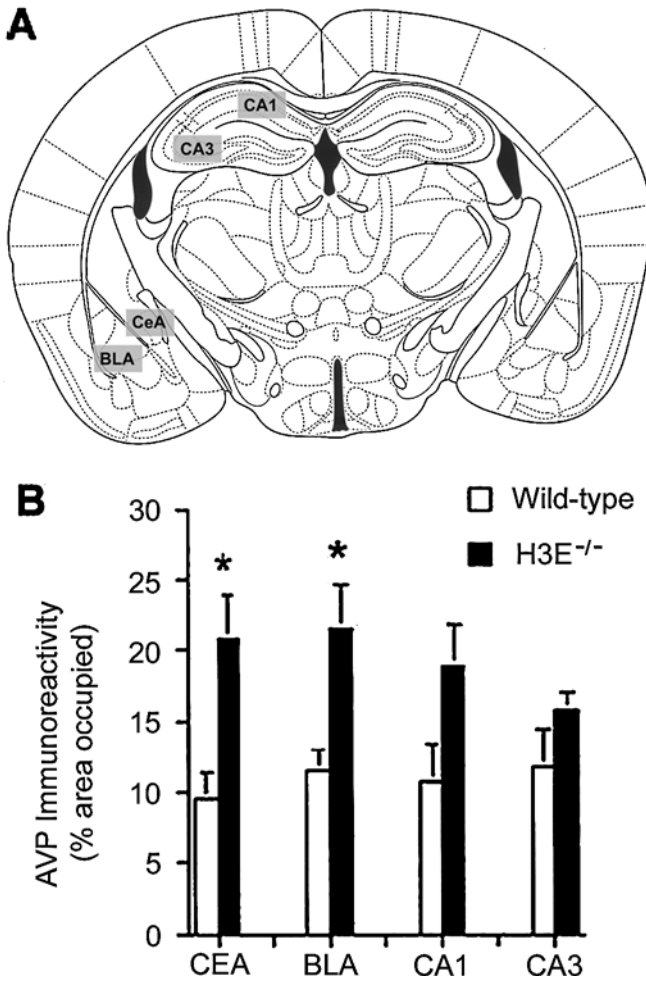 A
CA1
CA3
CeA
BLA
B
30
25
20
15
10
5
0
AVP Immunoreactivity
(% area occupied)
Wild-type
H3E-/-
*
*
CEA
BLA
CA1
CA3